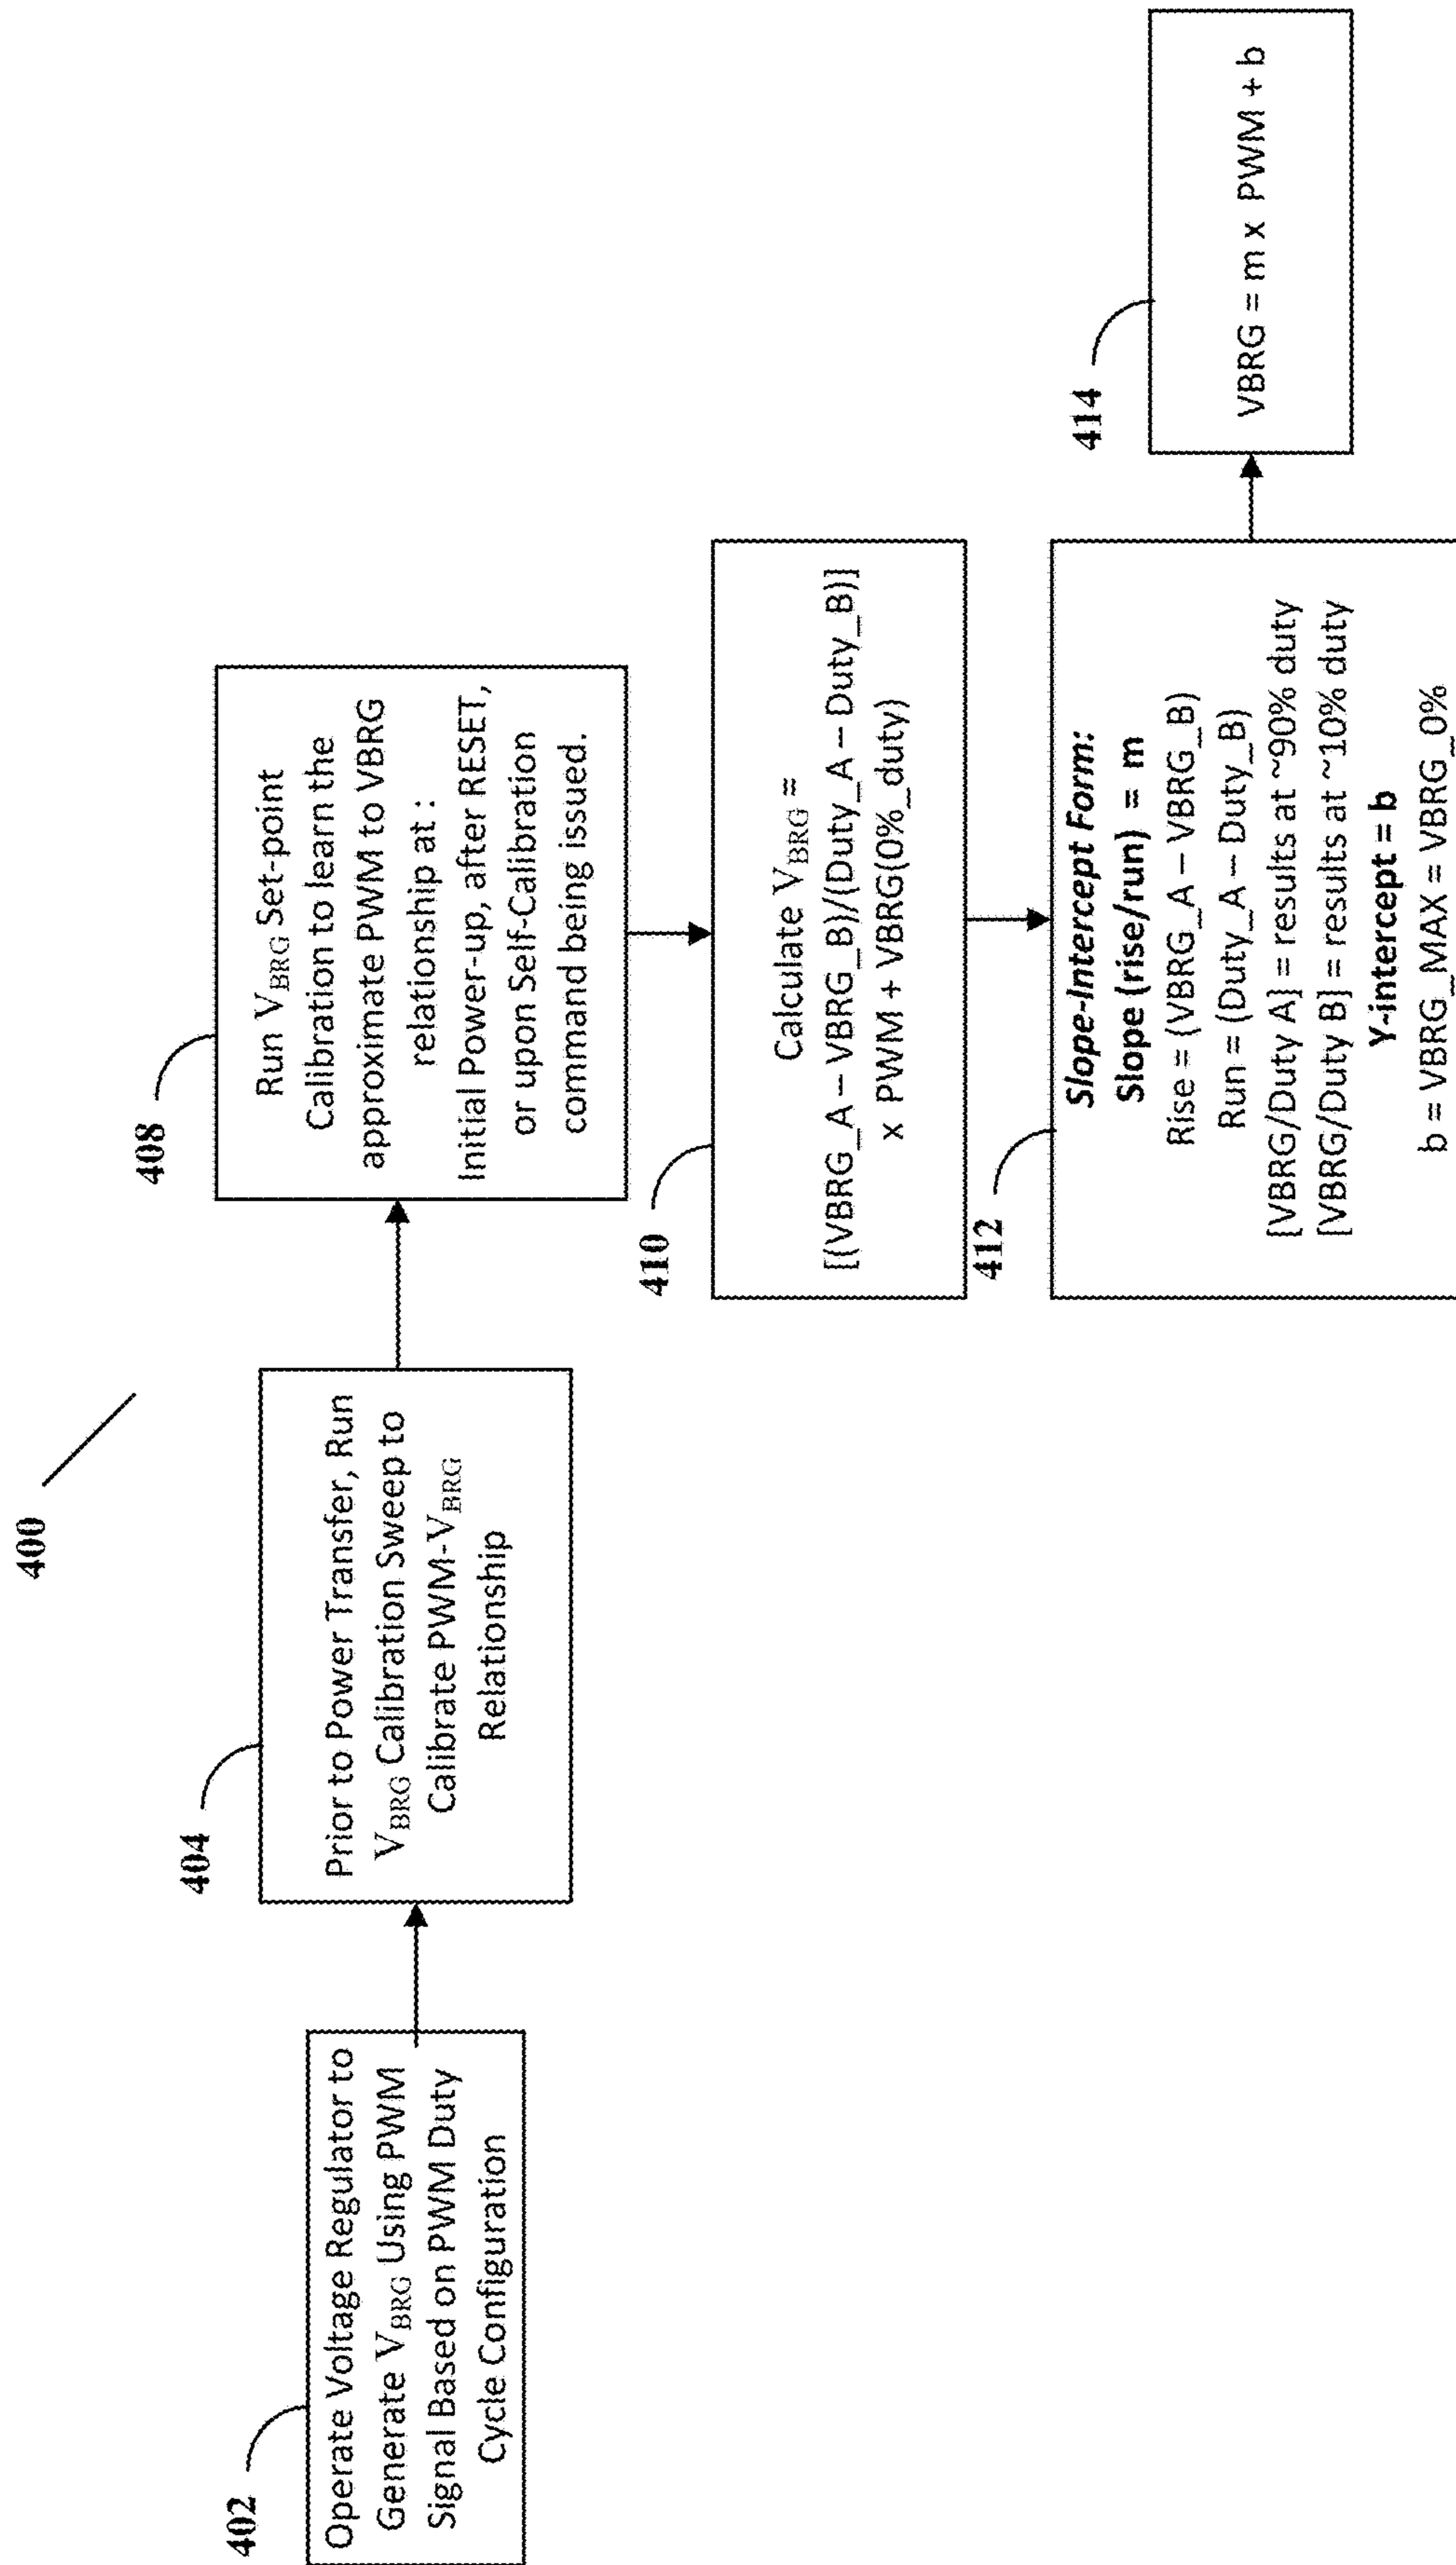 400
402
Operate Voltage Regulator to
Generate VBRG Using PWM
Signal Based on PWM Duty
Cycle Configuration
404
Prior to Power Transfer, Run
VBRG Calibration Sweep to
Calibrate PWM-VBRG
Relationship
408
Run VBRG Set-point
Calibration to learn the
approximate PWM to VBRG
relationship at :
Initial Power-up, after RESET,
or upon Self-Calibration
command being issued.
410
Calculate VBRG =
[(VBRG_A – VBRG_B)/(Duty_A – Duty_B)]
x PWM + VBRG(0%_duty)
412
Slope-Intercept Form:
Slope (rise/run) = m
Rise = (VBRG_A – VBRG_B)
Run = (Duty_A – Duty_B)
[VBRG/Duty A] = results at ~90% duty
[VBRG/Duty B] = results at ~10% duty
Y-intercept = b
b = VBRG_MAX = VBRG_0%
414
VBRG = m x PWM + b